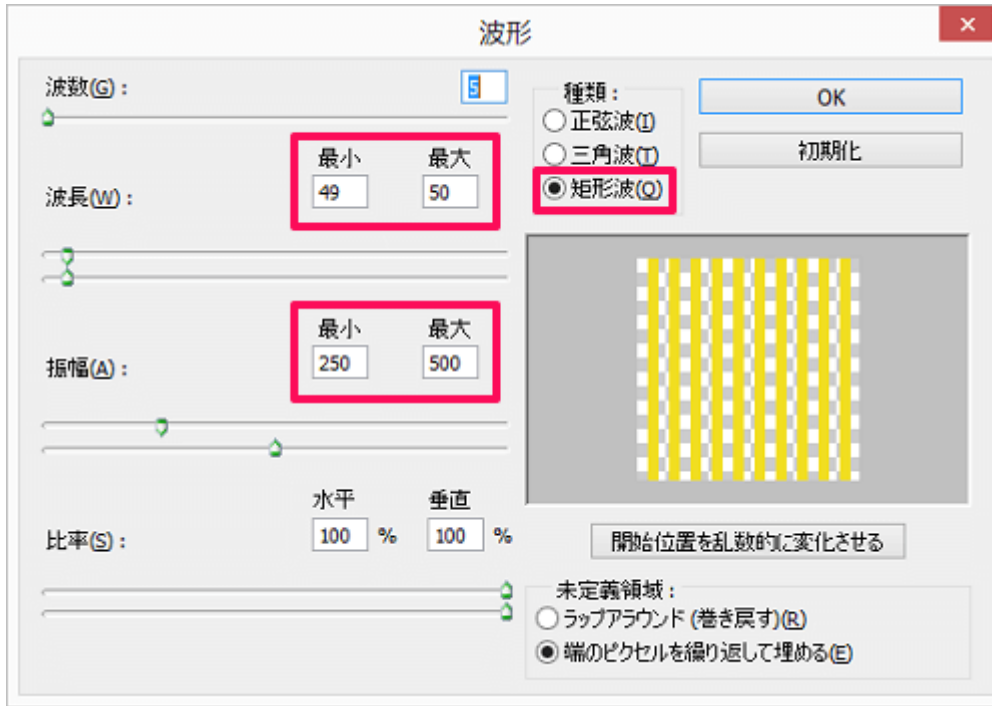 波形
波数(G)：
5
最小 最大
波長(W)：
49 50
最小 最大
振幅(A)：
250 500
水平 垂直
比率(S)：
100 % 100 %
種類：
正弦波(I)
三角波(T)
矩形波(Q)
OK
初期化
開始位置を乱数的に変化させる
未定義領域：
ラップアラウンド (巻き戻す)(R)
端のピクセルを繰り返して埋める(E)